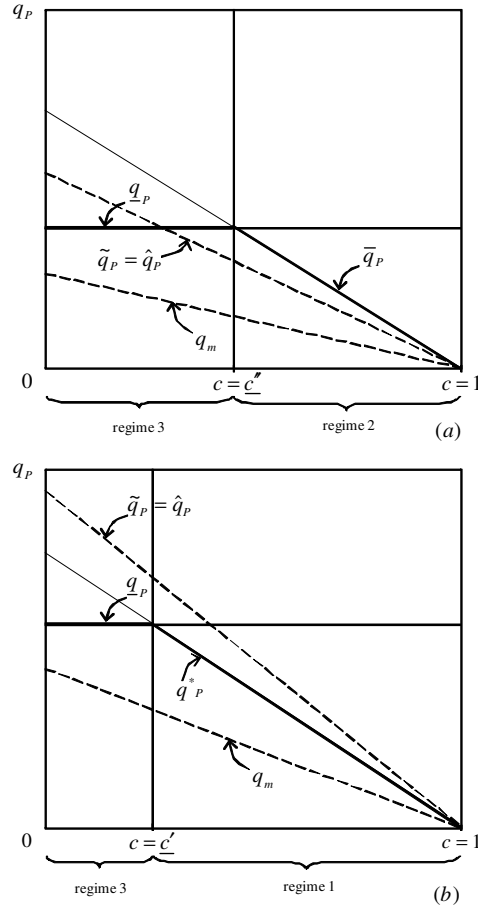 q_P
q_P
q̃_P = q̂_P
q̄_P
q_m
0
c = c″
c = 1
regime 3
regime 2
(a)
q_P
q̃_P = q̂_P
q_P
q*_P
q_m
0
c = c′
c = 1
regime 3
regime 1
(b)